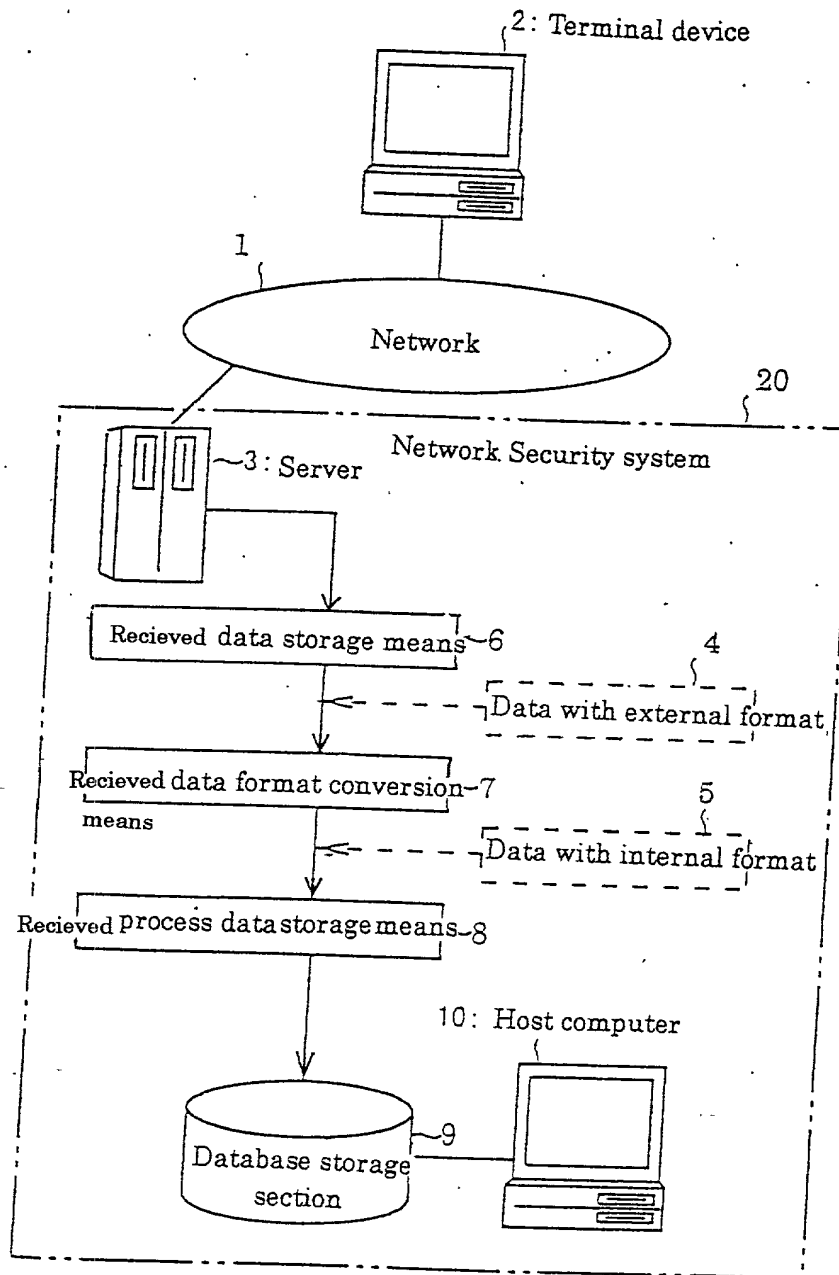 2: Terminal device
1
Network
20
Network Security system
3: Server
Recieved data storage means 6
4
Data with external format
Recieved data format conversion 7
means
5
Data with internal format
Recieved process data storage means 8
10: Host computer
9
Database storage
section